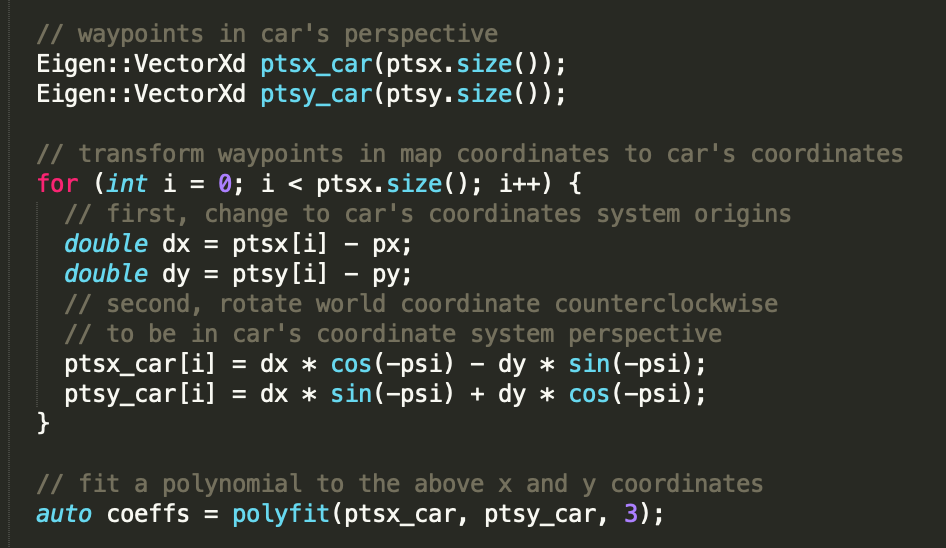 // waypoints in car's perspective
Eigen::VectorXd ptsx_car(ptsx.size());
Eigen::VectorXd ptsy_car(ptsy.size());
// transform waypoints in map coordinates to car's coordinates
for (int i = 0; i < ptsx.size(); i++) {
// first, change to car's coordinates system origins
double dx = ptsx[i] - px;
double dy = ptsy[i] - py;
// second, rotate world coordinate counterclockwise
// to be in car's coordinate system perspective
ptsx_car[i] = dx * cos(-psi) - dy * sin(-psi);
ptsy_car[i] = dx * sin(-psi) + dy * cos(-psi);
}
// fit a polynomial to the above x and y coordinates
auto coeffs = polyfit(ptsx_car, ptsy_car, 3);